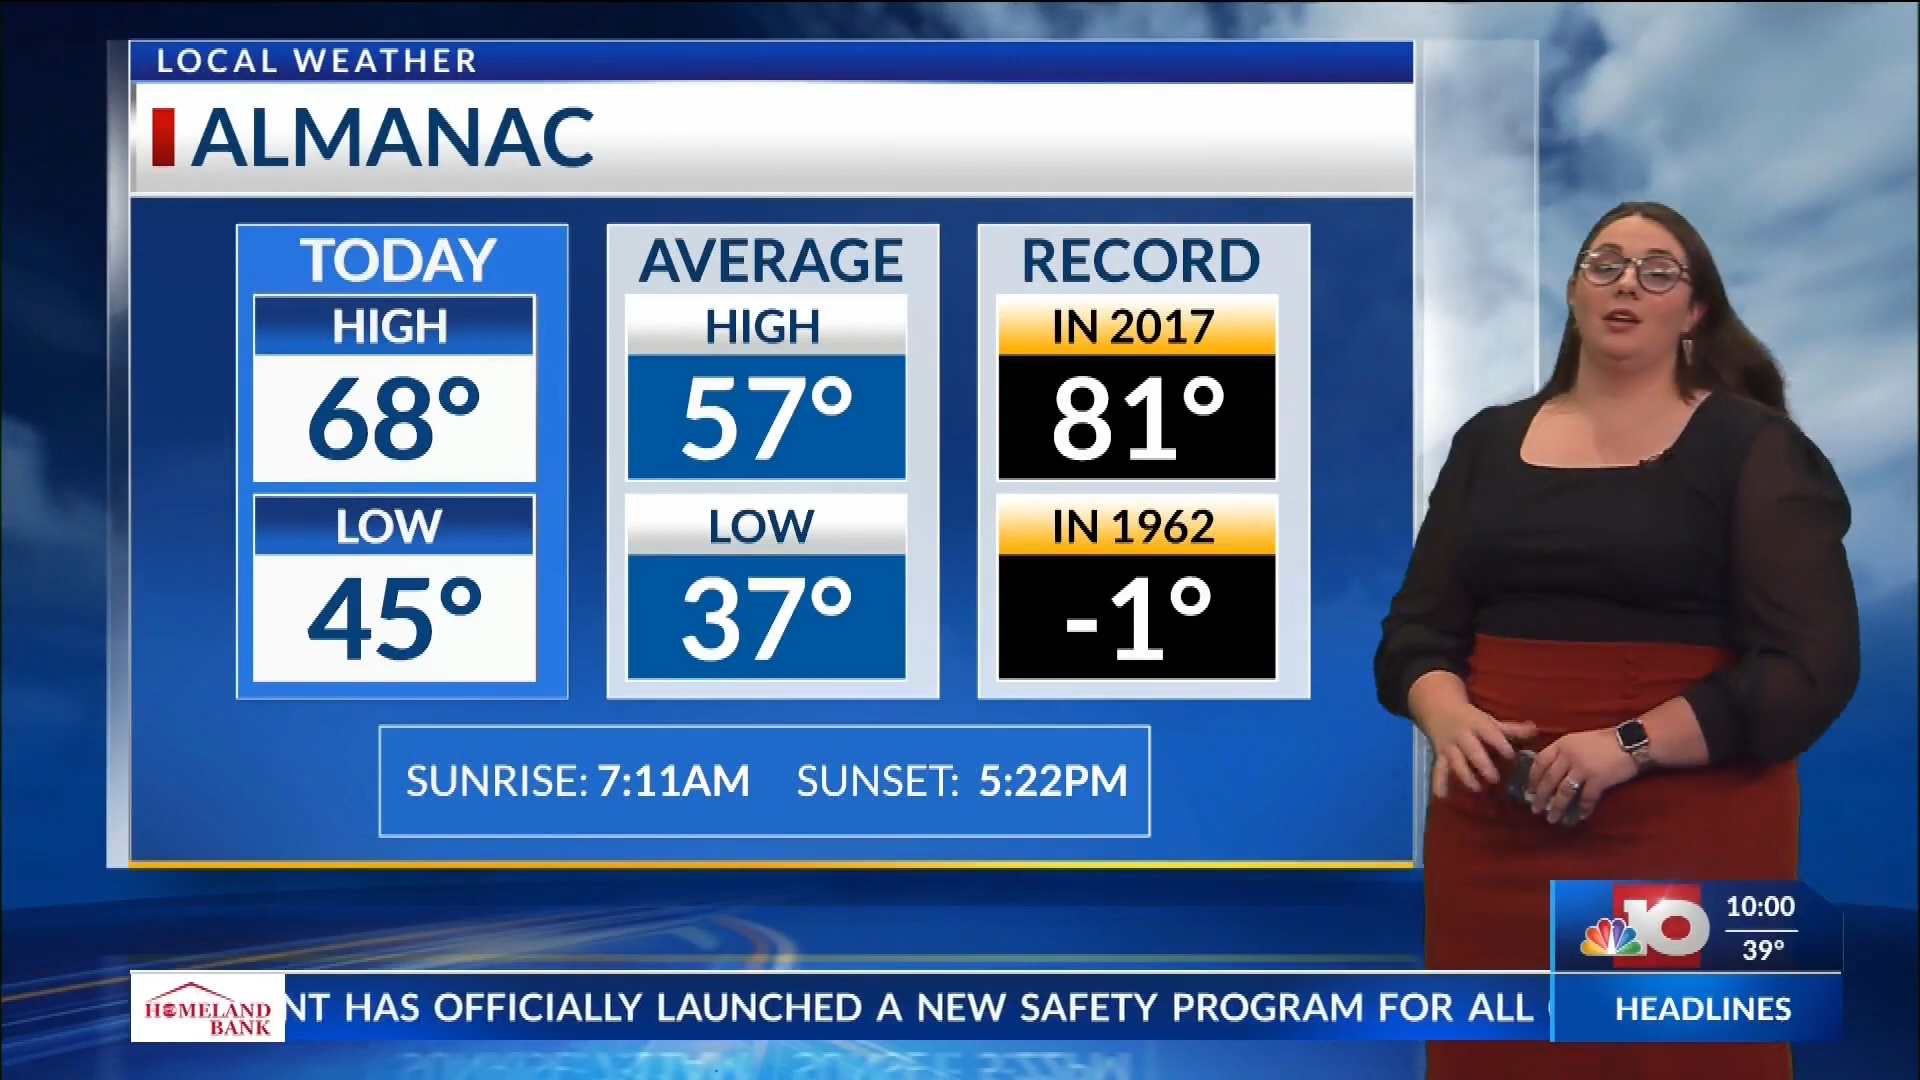 LOCAL WEATHER
ALMANAC
TODAY
HIGH
68°
LOW
45°
AVERAGE
HIGH
57°
LOW
37°
RECORD
IN 2017
81°
IN 1962
-1°
SUNRISE: 7:11AM SUNSET: 5:22PM
10
10:00
39°
HOMELAND
BANK
NT HAS OFFICIALLY LAUNCHED A NEW SAFETY PROGRAM FOR ALL
HEADLINES